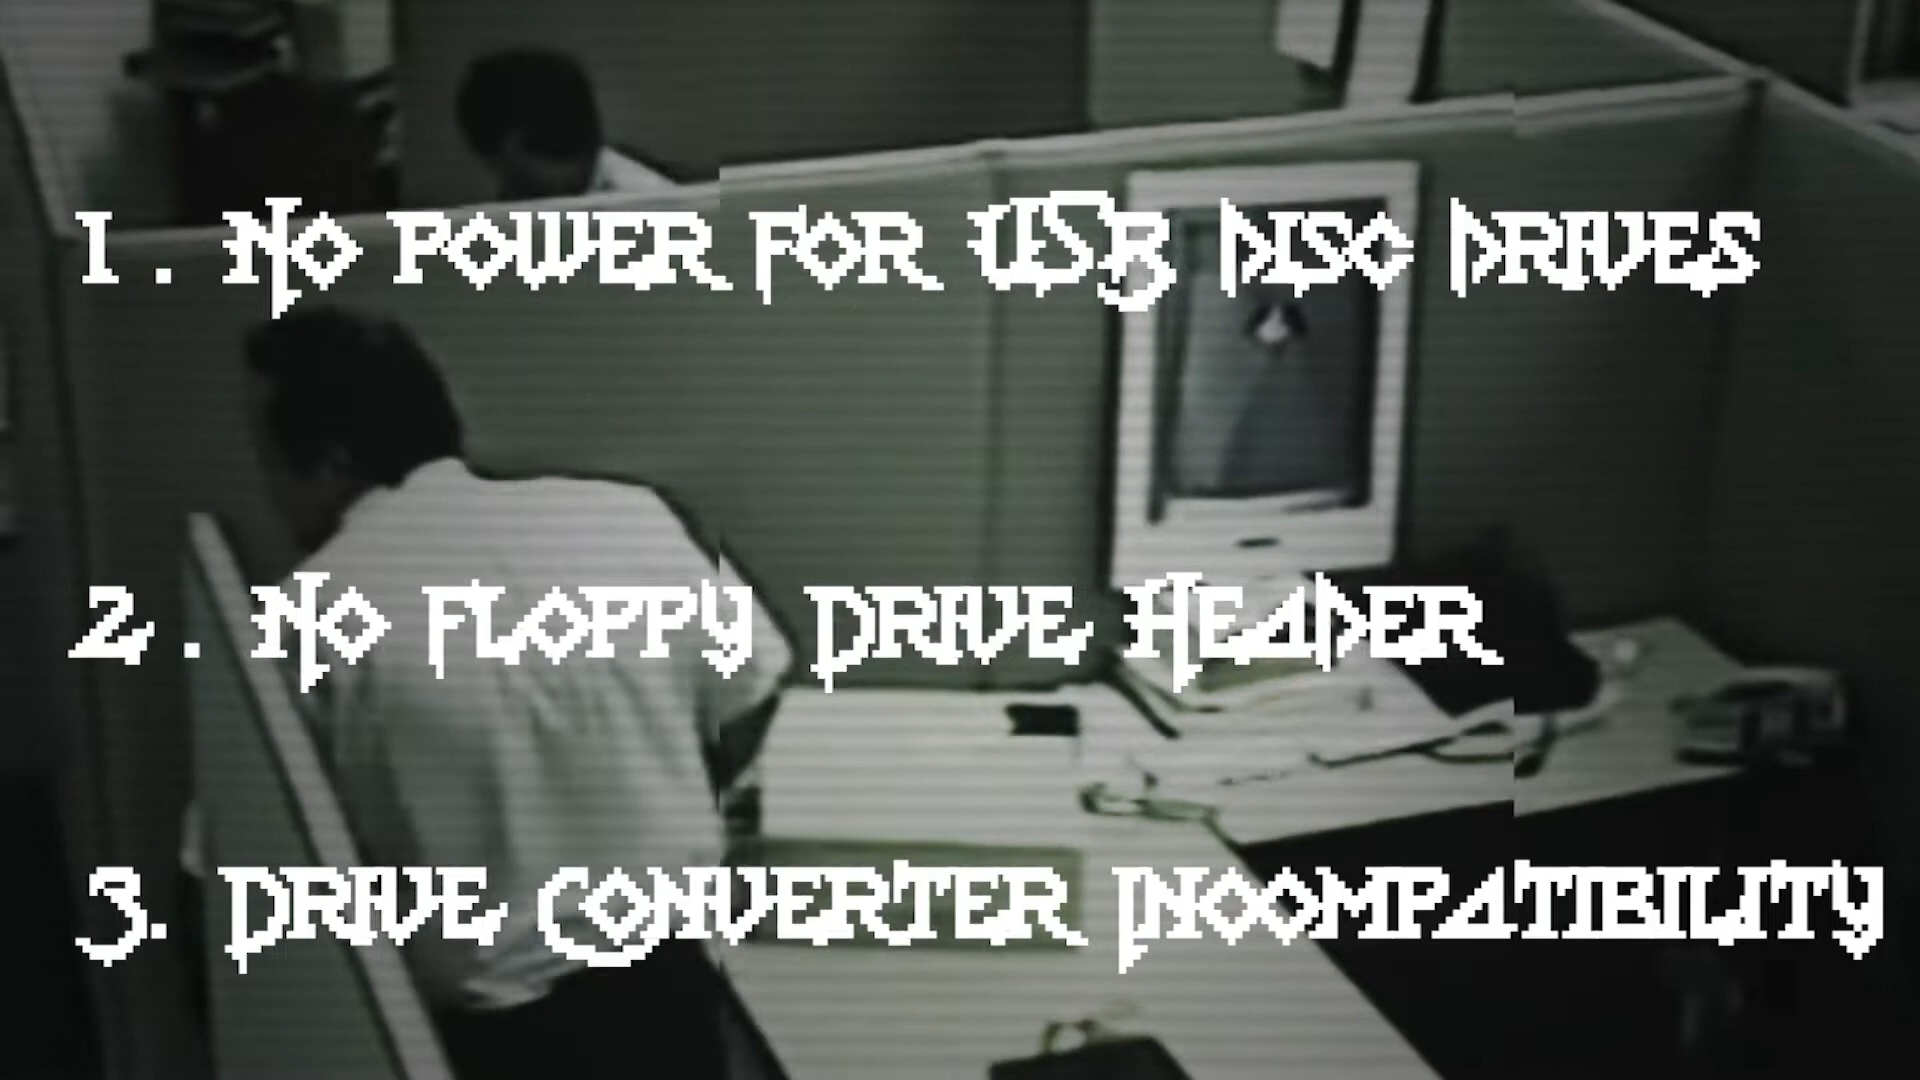 1. No power for USB Disc Drives
2. No floppy Drive Header
3. Drive Converter Incompatibility